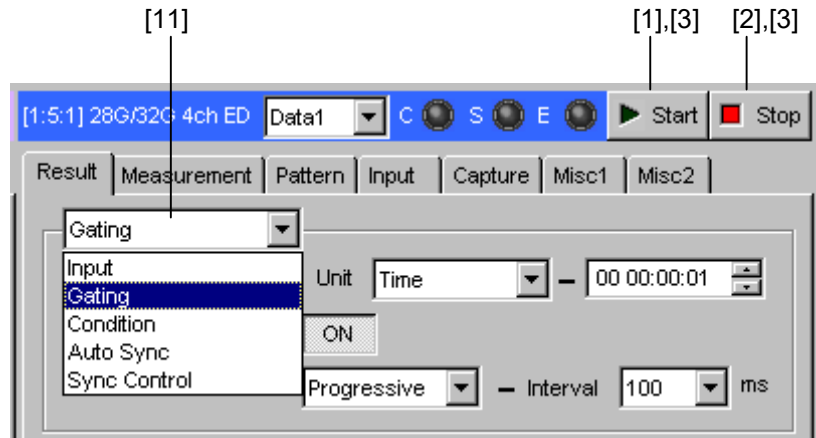 [11] [1],[3] [2],[3]
[1:5:1] 28G/32G 4ch ED Data1 C S E Start Stop
Result Measurement Pattern Input Capture Misc1 Misc2
Gating
Input
Unit Time – 00 00:00:01
Gating
Condition
ON
Auto Sync
Sync Control
Progressive – Interval 100 ms